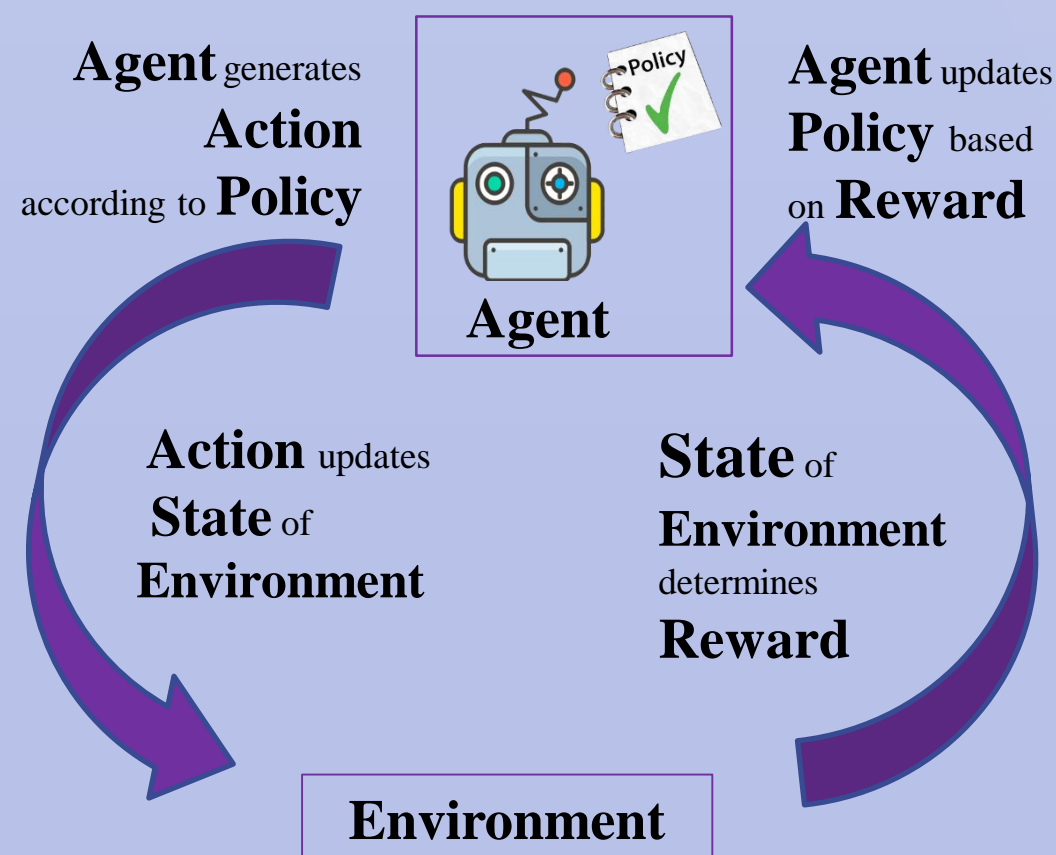 Agent generates
Action
according to Policy
Policy
Agent
Agent updates
Policy based
on Reward
Action updates
State of
Environment
State of
Environment
determines
Reward
Environment